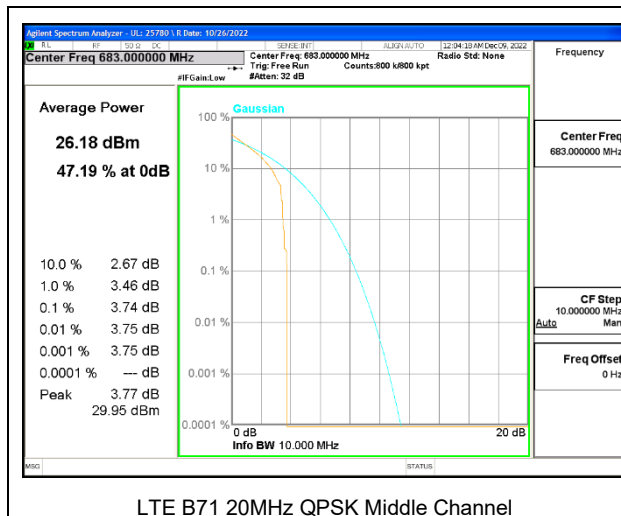 Agilent Spectrum Analyzer - UL: 25780 \ R Date: 10/26/2022
RL RF 50 Ω DC SENSE:INT ALIGN AUTO 12:04:18 AM Dec 09, 2022
Center Freq 683.000000 MHz
Center Freq: 683.000000 MHz Radio Std: None
Trig: Free Run Counts:800 k/800 kpt
#IFGain:Low #Atten: 32 dB
Frequency
Average Power
26.18 dBm
47.19 % at 0dB
10.0 % 2.67 dB
1.0 % 3.46 dB
0.1 % 3.74 dB
0.01 % 3.75 dB
0.001 % 3.75 dB
0.0001 % --- dB
Peak 3.77 dB
29.95 dBm
Gaussian
100 %
10 %
1 %
0.1 %
0.01 %
0.001 %
0.0001 %
0 dB 20 dB
Info BW 10.000 MHz
Center Freq
683.000000 MHz
CF Step
10.000000 MHz
Auto Man
Freq Offset
0 Hz
MSG STATUS
LTE B71 20MHz QPSK Middle Channel